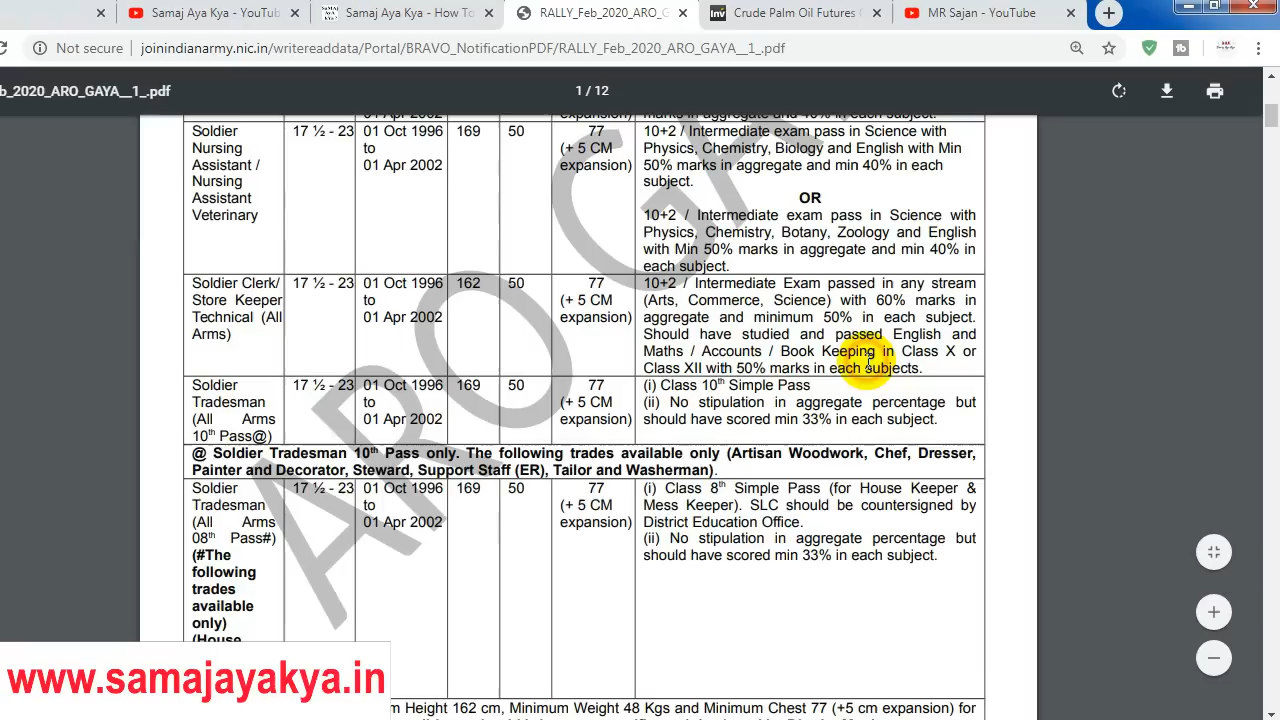 Samaj Aya Kya - YouTub
Samaj Aya Kya - How To
RALLY_Feb_2020_ARO_G
Crude Palm Oil Futures C
MR Sajan - YouTube
Not secure
joinindianarmy.nic.in/writereaddata/Portal/BRAVO_NotificationPDF/RALLY_Feb_2020_ARO_GAYA__1_.pdf
b_2020_ARO_GAYA__1_.pdf
1 / 12
ARO GA
Soldier
Nursing
Assistant /
Nursing
Assistant
Veterinary
17 ½ - 23
01 Oct 1996
to
01 Apr 2002
169
50
77
(+ 5 CM
expansion)
10+2 / Intermediate exam pass in Science with
Physics, Chemistry, Biology and English with Min
50% marks in aggregate and min 40% in each
subject.
OR
10+2 / Intermediate exam pass in Science with
Physics, Chemistry, Botany, Zoology and English
with Min 50% marks in aggregate and min 40% in
each subject.
Soldier Clerk/
Store Keeper
Technical (All
Arms)
17 ½ - 23
01 Oct 1996
to
01 Apr 2002
162
50
77
(+ 5 CM
expansion)
10+2 / Intermediate Exam passed in any stream
(Arts, Commerce, Science) with 60% marks in
aggregate and minimum 50% in each subject.
Should have studied and passed English and
Maths / Accounts / Book Keeping in Class X or
Class XII with 50% marks in each subjects.
Soldier
Tradesman
(All Arms
10th Pass@)
17 ½ - 23
01 Oct 1996
to
01 Apr 2002
169
50
77
(+ 5 CM
expansion)
(i) Class 10th Simple Pass
(ii) No stipulation in aggregate percentage but
should have scored min 33% in each subject.
@ Soldier Tradesman 10th Pass only. The following trades available only (Artisan Woodwork, Chef, Dresser,
Painter and Decorator, Steward, Support Staff (ER), Tailor and Washerman).
Soldier
Tradesman
(All Arms
08th Pass#)
(#The
following
trades
available
only)
(House
17 ½ - 23
01 Oct 1996
to
01 Apr 2002
169
50
77
(+ 5 CM
expansion)
(i) Class 8th Simple Pass (for House Keeper &
Mess Keeper). SLC should be countersigned by
District Education Office.
(ii) No stipulation in aggregate percentage but
should have scored min 33% in each subject.
m Height 162 cm, Minimum Weight 48 Kgs and Minimum Chest 77 (+5 cm expansion) for
www.samajayakya.in